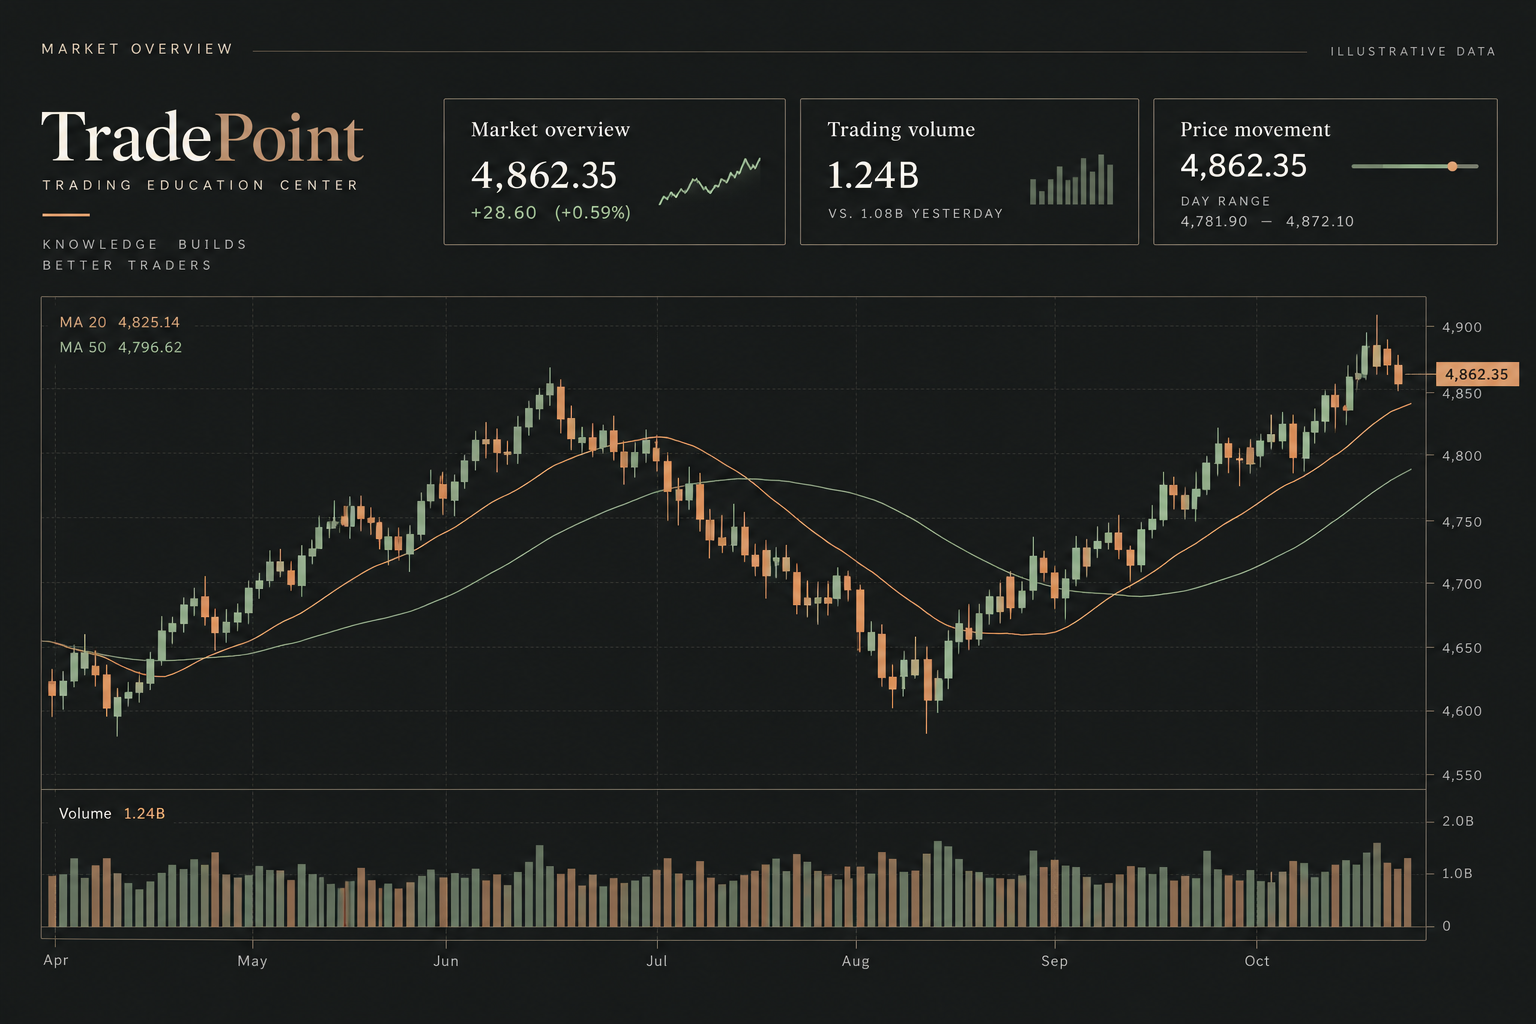 MARKET OVERVIEW
ILLUSTRATIVE DATA
TradePoint
TRADING EDUCATION CENTER
KNOWLEDGE BUILDS
BETTER TRADERS
Market overview
4,862.35
+28.60 (+0.59%)
Trading volume
1.24B
VS. 1.08B YESTERDAY
Price movement
4,862.35
DAY RANGE
4,781.90 — 4,872.10
MA 20 4,825.14
MA 50 4,796.62
4,900
4,862.35
4,850
4,800
4,750
4,700
4,650
4,600
4,550
Volume 1.24B
2.0B
1.0B
0
Apr May Jun Jul Aug Sep Oct